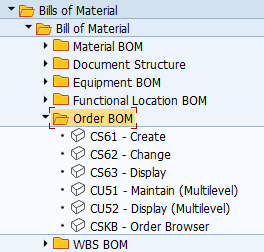 Bills of Material
Bill of Material
Material BOM
Document Structure
Equipment BOM
Functional Location BOM
Order BOM
CS61 - Create
CS62 - Change
CS63 - Display
CU51 - Maintain (Multilevel)
CU52 - Display (Multilevel)
CSKB - Order Browser
WBS BOM